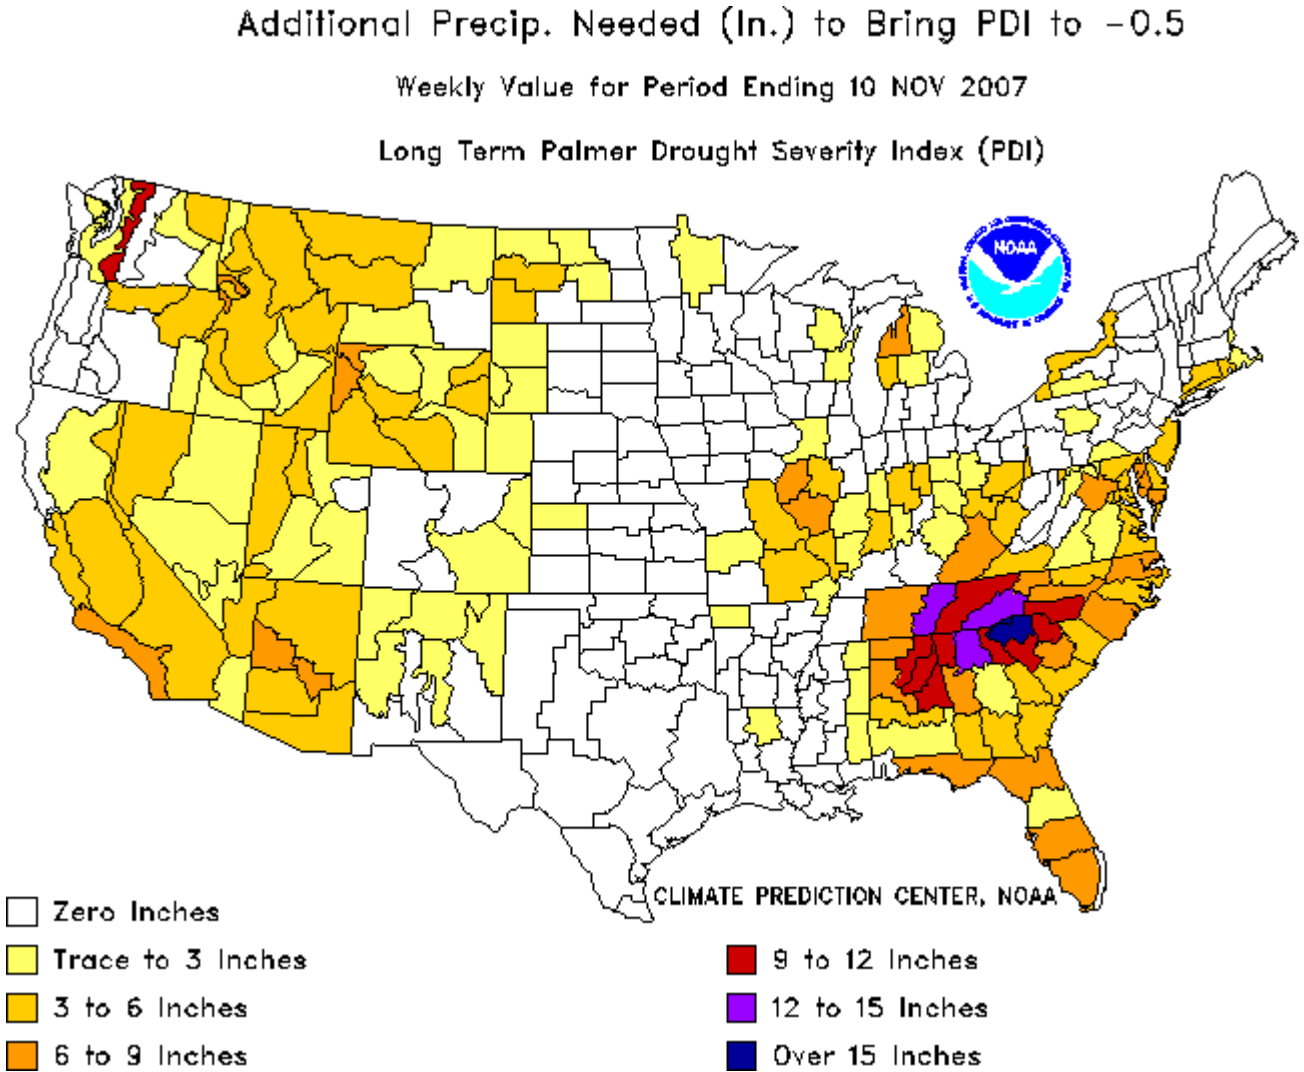 Additional Precip. Needed (In.) to Bring PDI to -0.5
Weekly Value for Period Ending 10 NOV 2007
Long Term Palmer Drought Severity Index (PDI)
NOAA
CLIMATE PREDICTION CENTER, NOAA
Zero Inches
Trace to 3 Inches
3 to 6 Inches
6 to 9 Inches
9 to 12 Inches
12 to 15 Inches
Over 15 Inches